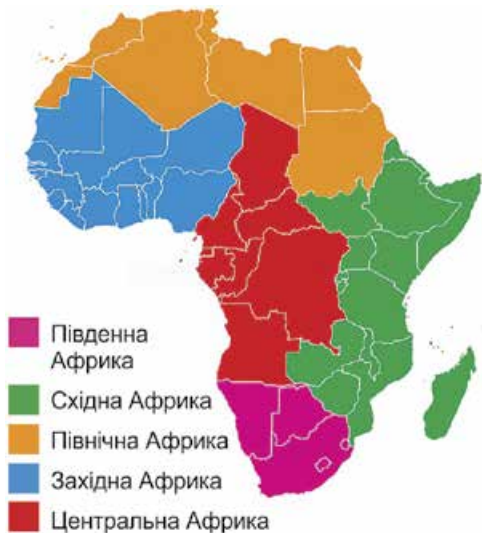 Південна
Африка
Східна Африка
Північна Африка
Західна Африка
Центральна Африка